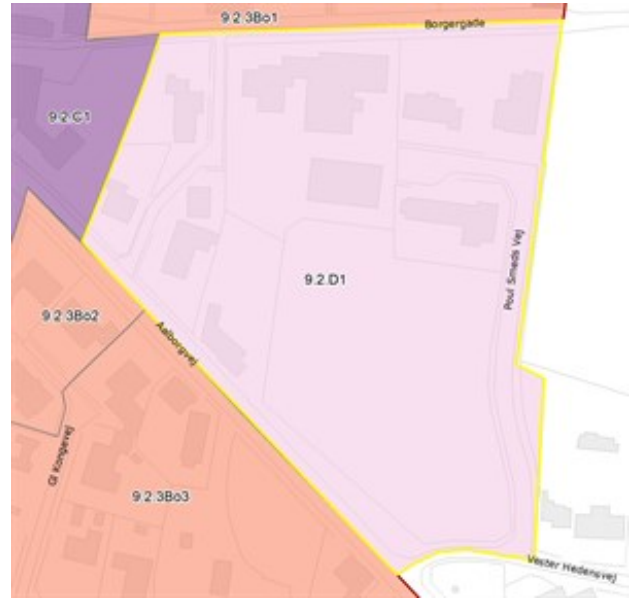 9.2.3Bo1
Borgergade
9.2.C1
Poul Smeds Vej
9.2.D1
9.2.3Bo2
Aalborgvej
Gl Kongevej
9.2.3Bo3
Vester Hedensvej